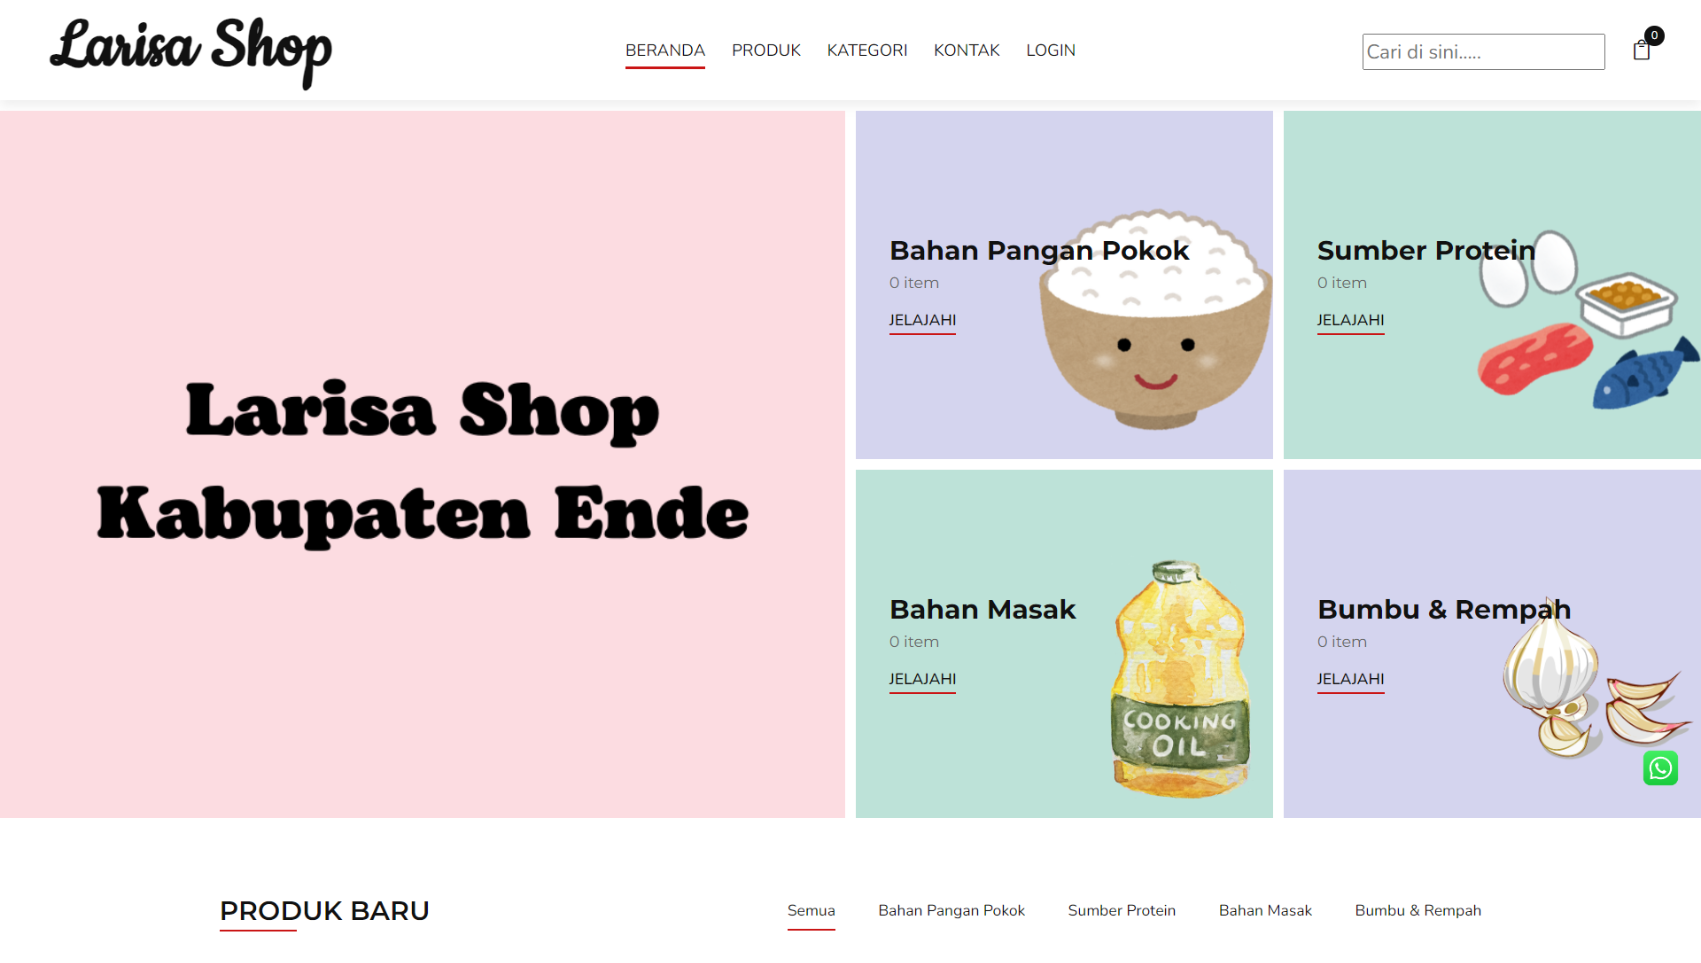 Larisa Shop
BERANDA PRODUK KATEGORI KONTAK LOGIN
Cari di sini.....
0
Larisa Shop
Kabupaten Ende
Bahan Pangan Pokok
0 item
JELAJAHI
Sumber Protein
0 item
JELAJAHI
Bahan Masak
0 item
JELAJAHI
COOKING
OIL
Bumbu & Rempah
0 item
JELAJAHI
PRODUK BARU
Semua Bahan Pangan Pokok Sumber Protein Bahan Masak Bumbu & Rempah